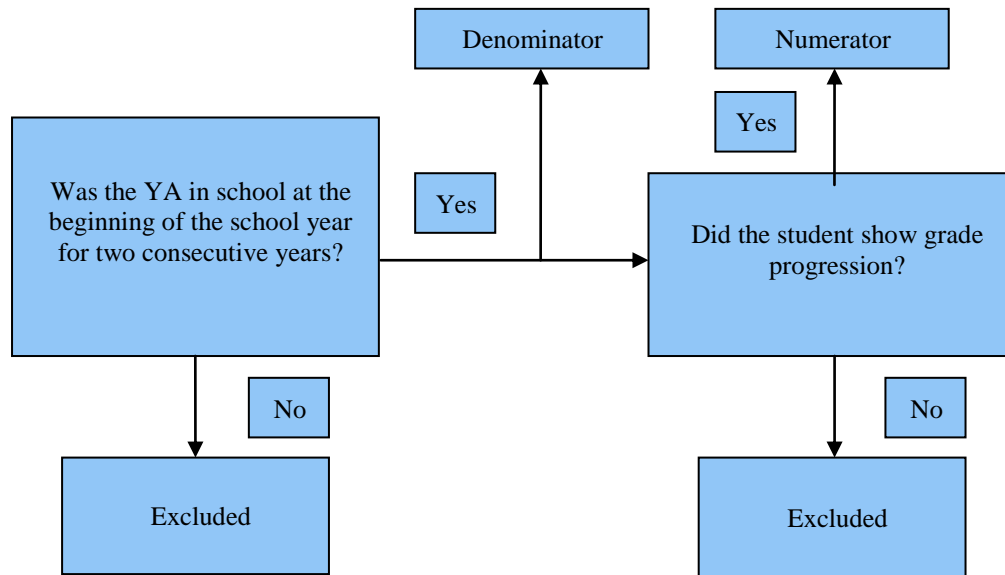 Denominator
Numerator
Yes
Was the YA in school at the
beginning of the school year
for two consecutive years?
Yes
Did the student show grade
progression?
No
No
Excluded
Excluded